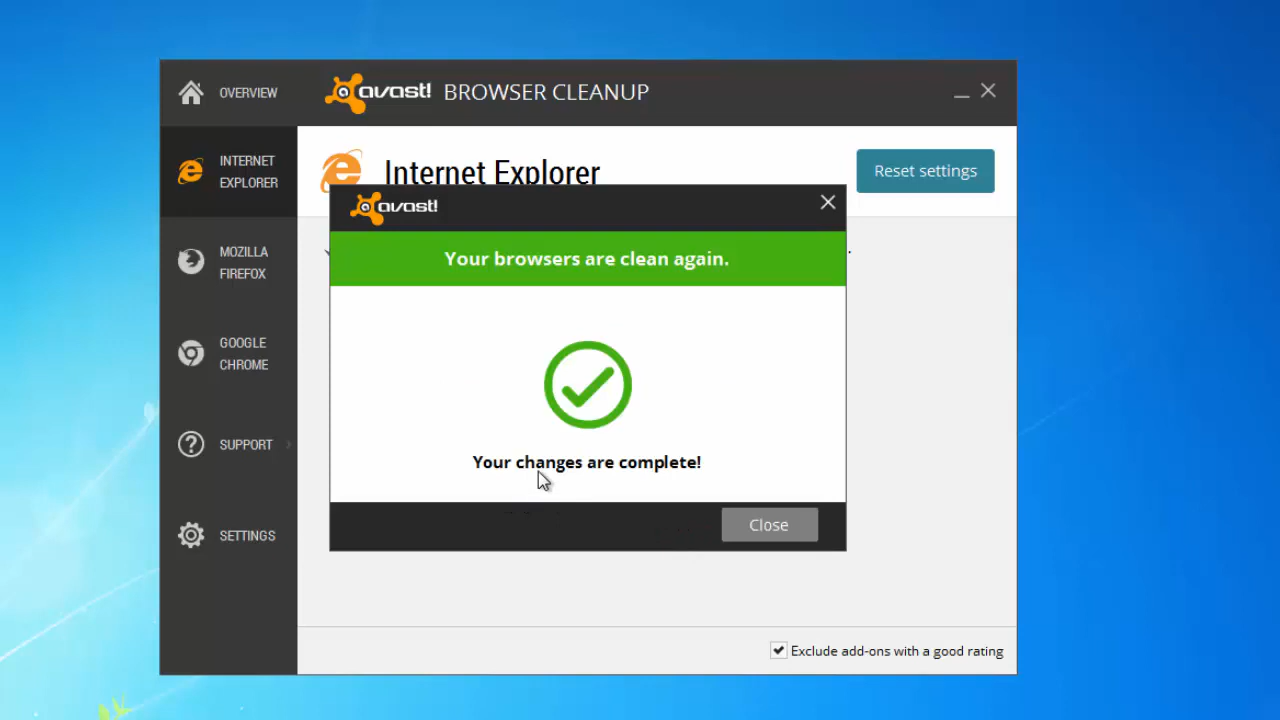 OVERVIEW
avast! BROWSER CLEANUP
INTERNET
EXPLORER
Internet Explorer
Reset settings
avast!
Your browsers are clean again.
MOZILLA
FIREFOX
GOOGLE
CHROME
SUPPORT
Your changes are complete!
SETTINGS
Close
Exclude add-ons with a good rating